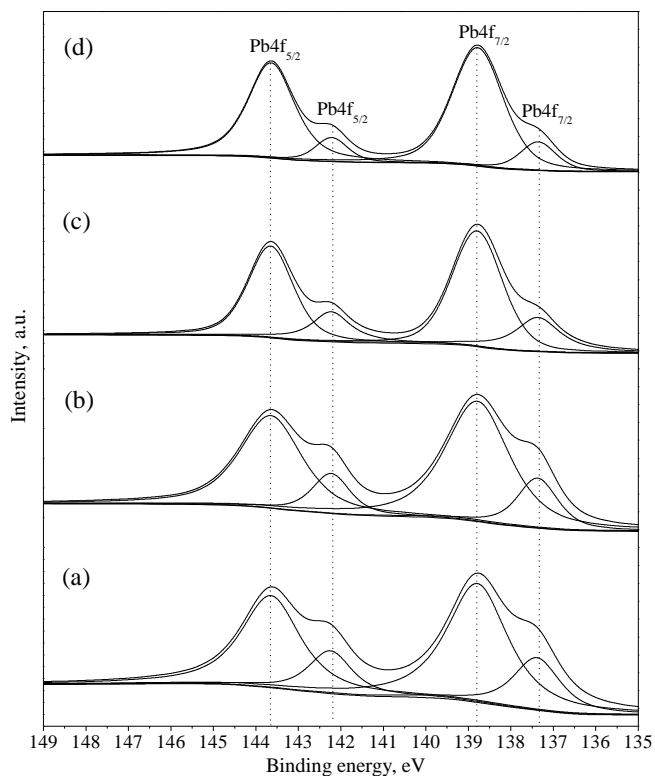 (d)
Pb4f5/2
Pb4f5/2
Pb4f7/2
Pb4f7/2
(c)
(b)
(a)
Intensity, a.u.
149 148 147 146 145 144 143 142 141 140 139 138 137 136 135
Binding energy, eV